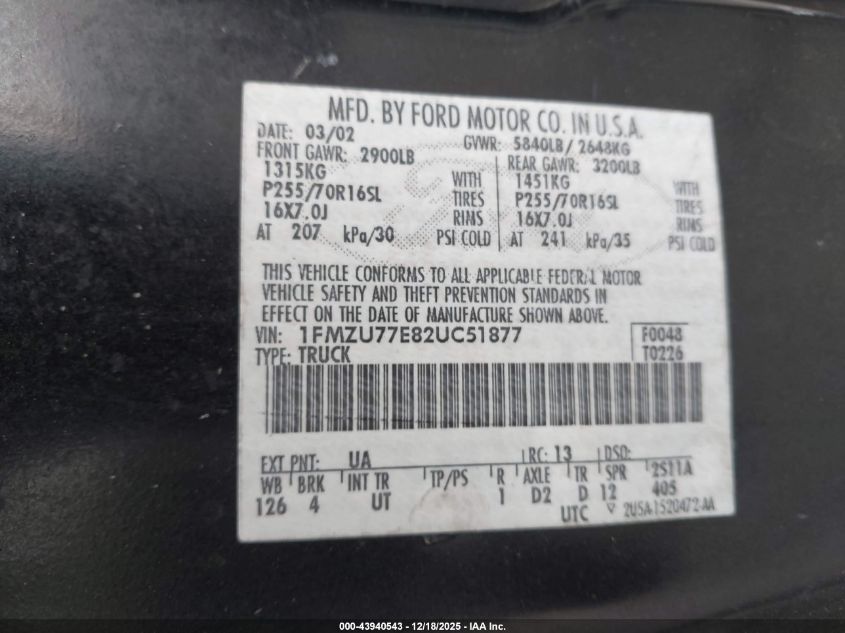 MFD. BY FORD MOTOR CO. IN U.S.A.
DATE: 03/02 GVWR: 5840LB/ 2648KG
FRONT GAWR: 2900LB REAR GAWR: 3200LB
1315KG WITH 1451KG WITH
P255/70R16SL TIRES P255/70R16SL TIRES
16X7.0J RIMS 16X7.0J RIMS
AT 207 kPa/30 PSI COLD AT 241 kPa/35 PSI COLD
THIS VEHICLE CONFORMS TO ALL APPLICABLE FEDERAL MOTOR
VEHICLE SAFETY AND THEFT PREVENTION STANDARDS IN
EFFECT ON THE DATE OF MANUFACTURE SHOWN ABOVE.
VIN: 1FMZU77E82UC51877 F0048
TYPE: TRUCK T0226
EXT PNT: UA RC: 13 DSO:
WB BRK INT TR TP/PS R AXLE TR SPR 2S11A
126 4 UT 1 D2 D 12 405
UTC ▽ 2U5A-1520472-AA
000-43940543 - 12/18/2025 - IAA Inc.